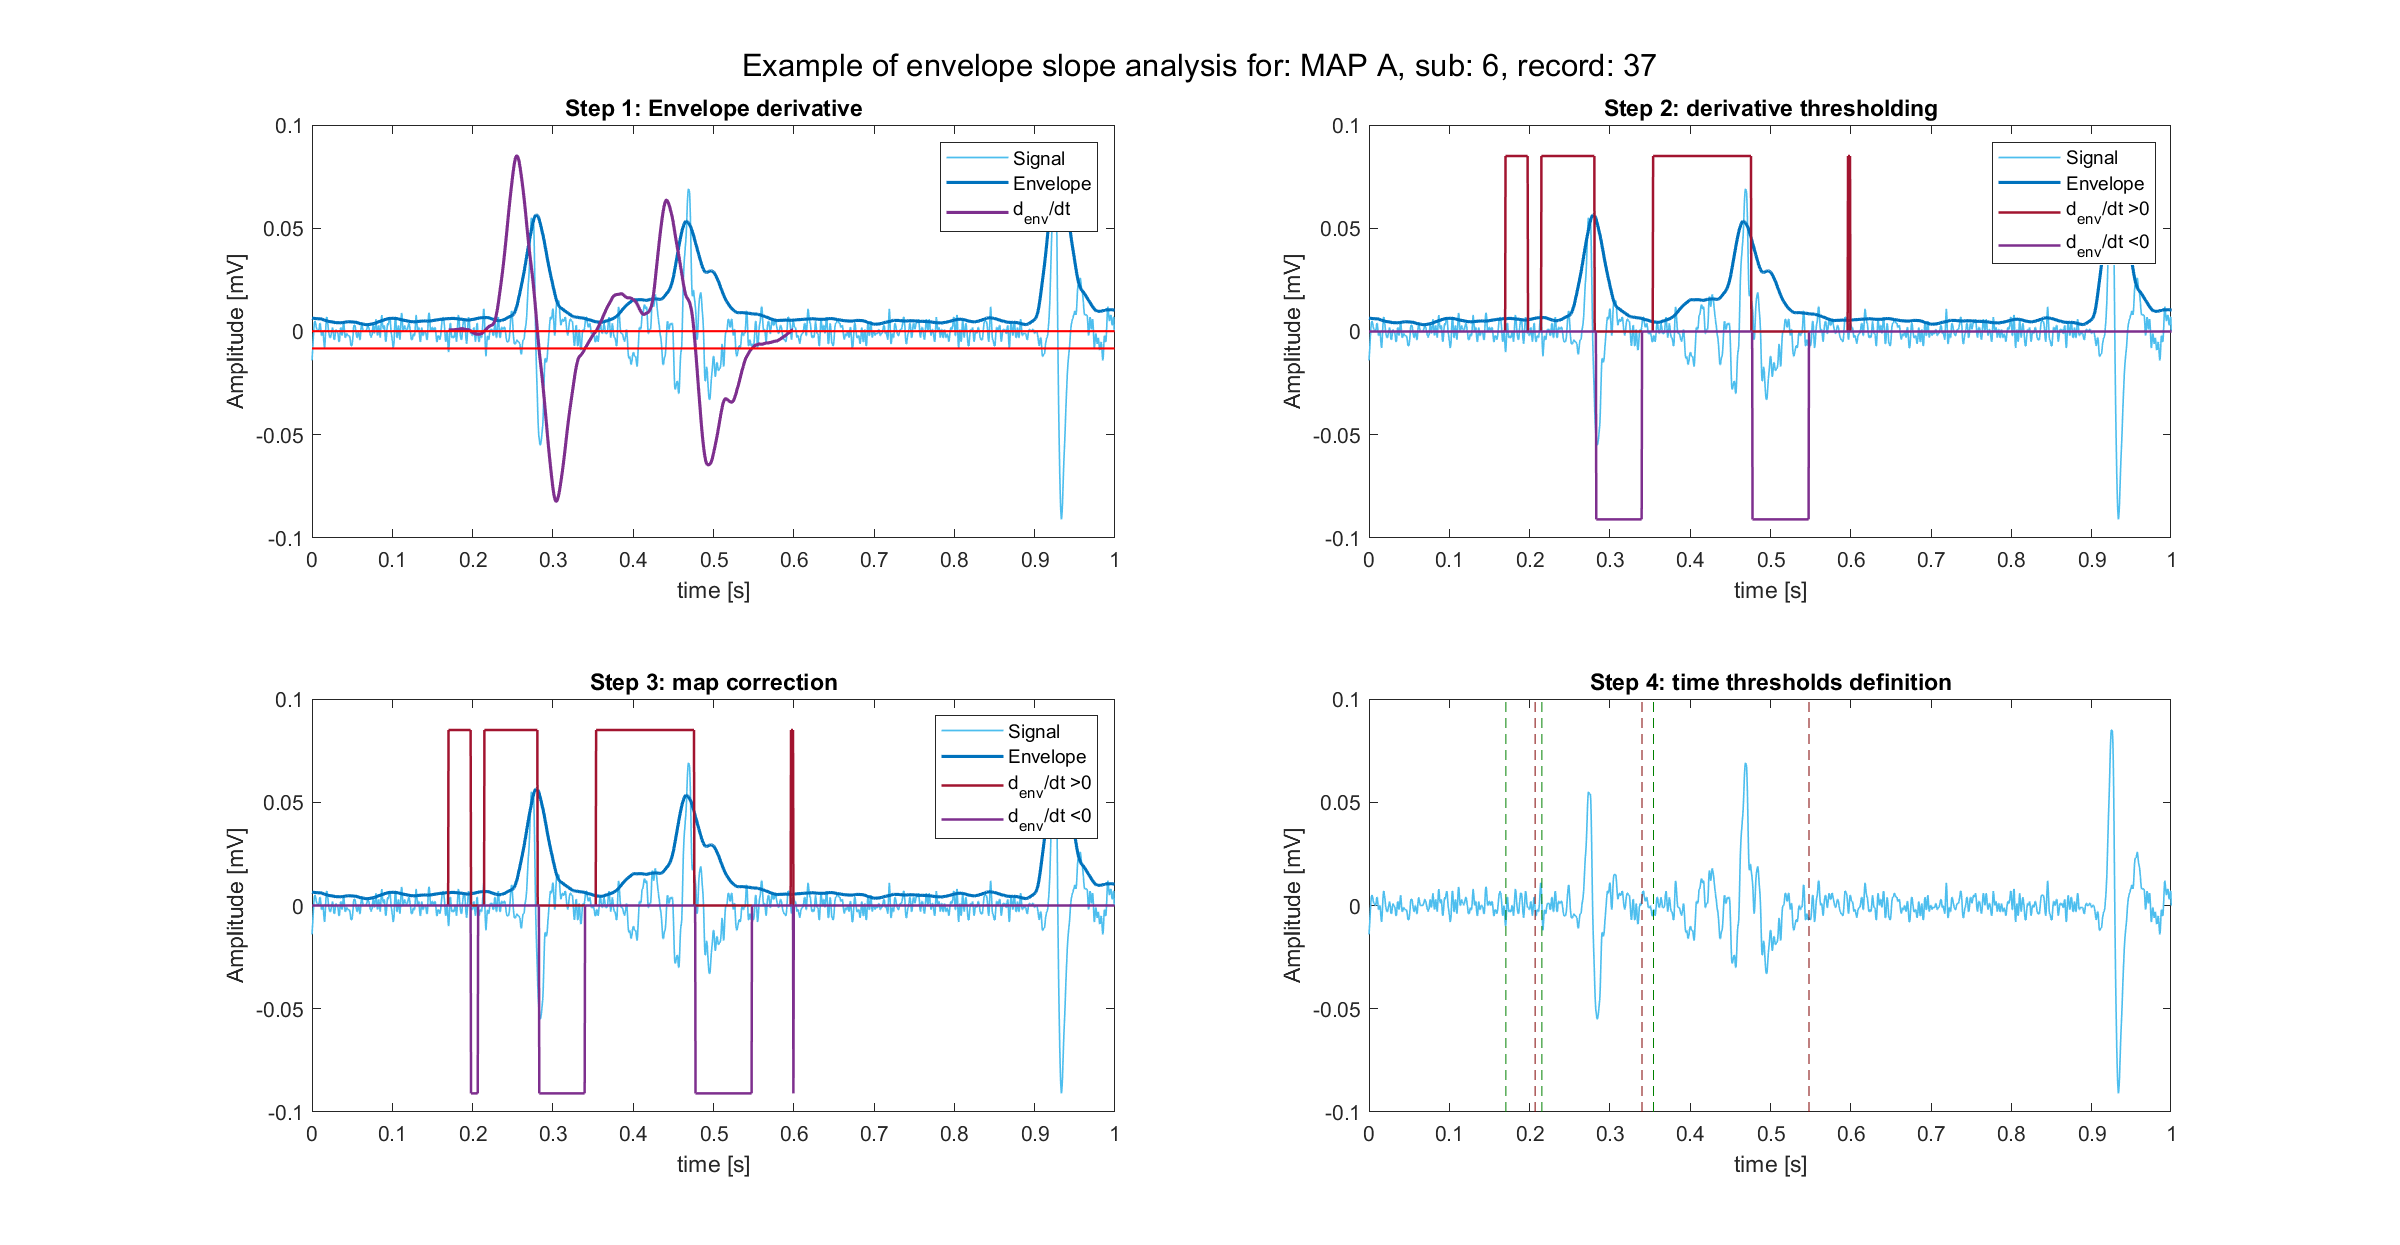 Example of envelope slope analysis for: MAP A, sub: 6, record: 37
Step 1: Envelope derivative
0.1
0.05
0
-0.05
-0.1
Amplitude [mV]
0 0.1 0.2 0.3 0.4 0.5 0.6 0.7 0.8 0.9 1
time [s]
Signal
Envelope
d_env/dt
Step 2: derivative thresholding
0.1
0.05
0
-0.05
-0.1
Amplitude [mV]
0 0.1 0.2 0.3 0.4 0.5 0.6 0.7 0.8 0.9 1
time [s]
Signal
Envelope
d_env/dt >0
d_env/dt <0
Step 3: map correction
0.1
0.05
0
-0.05
-0.1
Amplitude [mV]
0 0.1 0.2 0.3 0.4 0.5 0.6 0.7 0.8 0.9 1
time [s]
Signal
Envelope
d_env/dt >0
d_env/dt <0
Step 4: time thresholds definition
0.1
0.05
0
-0.05
-0.1
Amplitude [mV]
0 0.1 0.2 0.3 0.4 0.5 0.6 0.7 0.8 0.9 1
time [s]